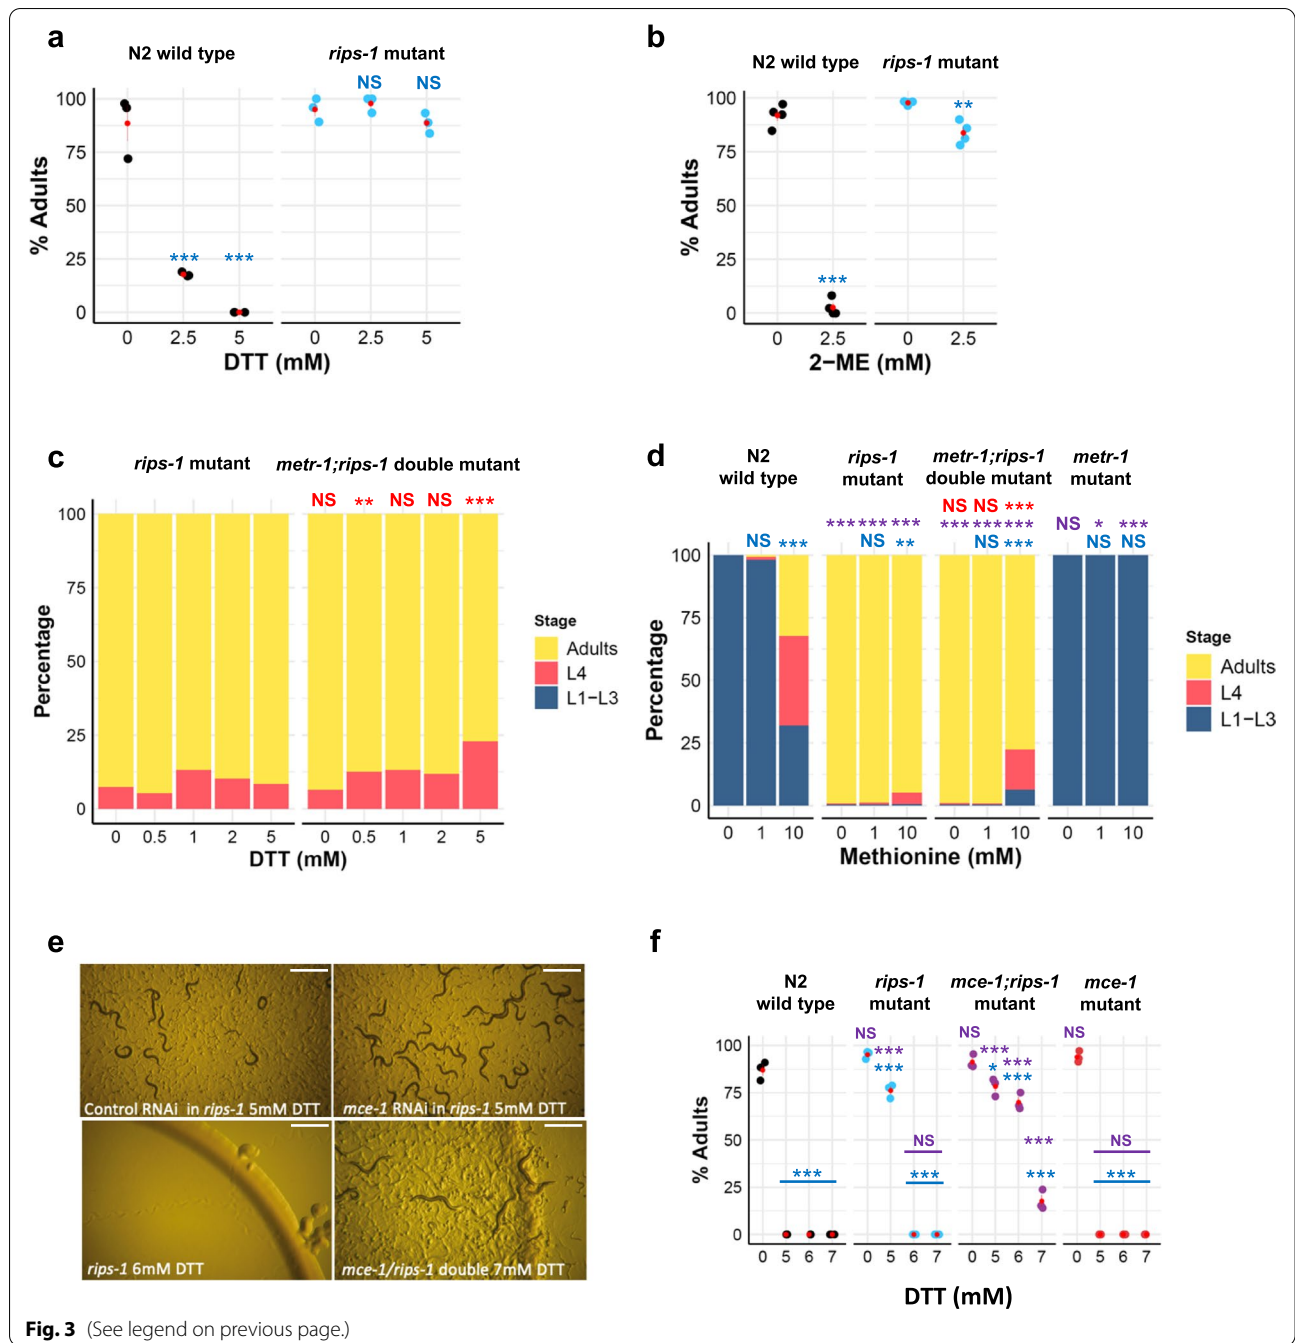 a
N2 wild type
rips-1 mutant
NS
NS
100
75
50
25
0
% Adults
***
***
0
2.5
5
0
2.5
5
DTT (mM)
b
N2 wild type
rips-1 mutant
**
100
75
50
25
0
% Adults
***
0
2.5
0
2.5
2−ME (mM)
c
rips-1 mutant
metr-1;rips-1 double mutant
NS
**
NS
NS
***
100
75
50
25
0
Percentage
0
0.5
1
2
5
0
0.5
1
2
5
DTT (mM)
Stage
Adults
L4
L1−L3
d
N2
wild type
rips-1
mutant
metr-1;rips-1
double mutant
metr-1
mutant
NS NS ***
*** *** ***
*** *** ***
NS * ***
NS ***
NS **
NS ***
NS NS
100
75
50
25
0
Percentage
0
1
10
0
1
10
0
1
10
0
1
10
Methionine (mM)
Stage
Adults
L4
L1−L3
e
Control RNAi in rips-1 5mM DTT
mce-1 RNAi in rips-1 5mM DTT
rips-1 6mM DTT
mce-1/rips-1 double 7mM DTT
f
N2
wild type
rips-1
mutant
mce-1;rips-1
mutant
mce-1
mutant
NS
NS
NS
***
***
***
*
***
***
NS
***
NS
***
***
***
***
100
75
50
25
0
% Adults
0
5
6
7
0
5
6
7
0
5
6
7
0
5
6
7
DTT (mM)
Fig. 3 (See legend on previous page.)